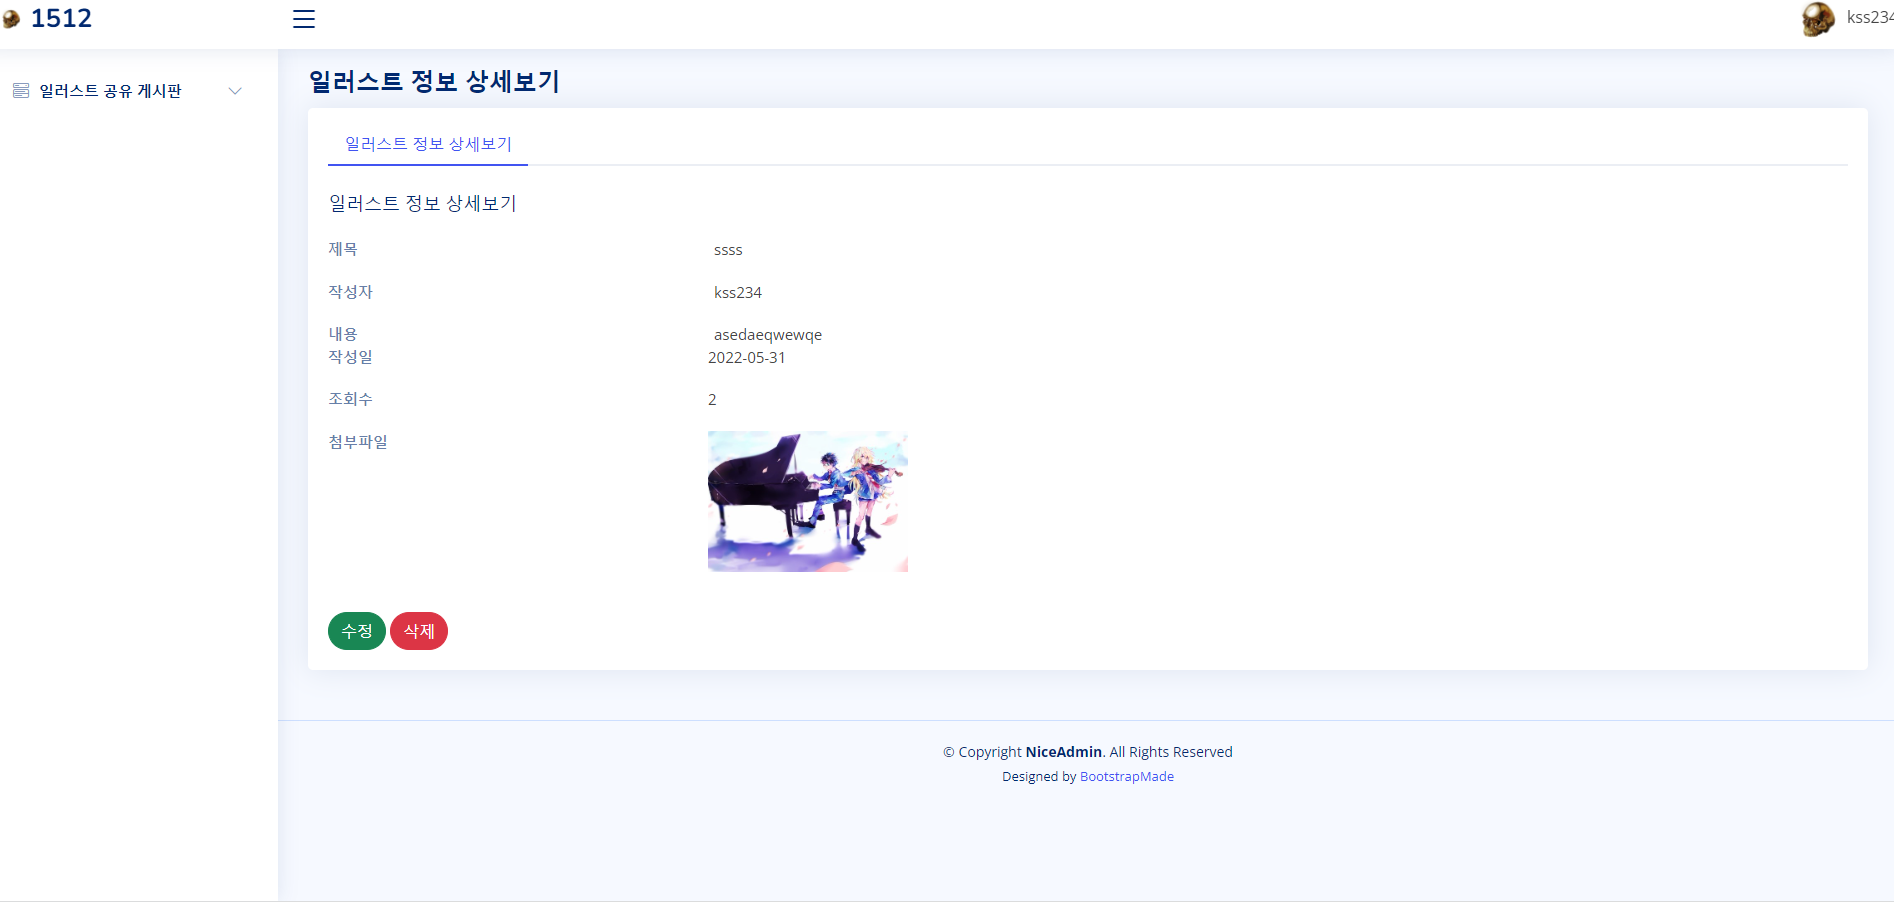 1512
kss234
일러스트 공유 게시판
일러스트 정보 상세보기
일러스트 정보 상세보기
일러스트 정보 상세보기
제목 ssss
작성자 kss234
내용 asedaeqwewqe
작성일 2022-05-31
조회수 2
첨부파일
수정 삭제
© Copyright NiceAdmin. All Rights Reserved
Designed by BootstrapMade